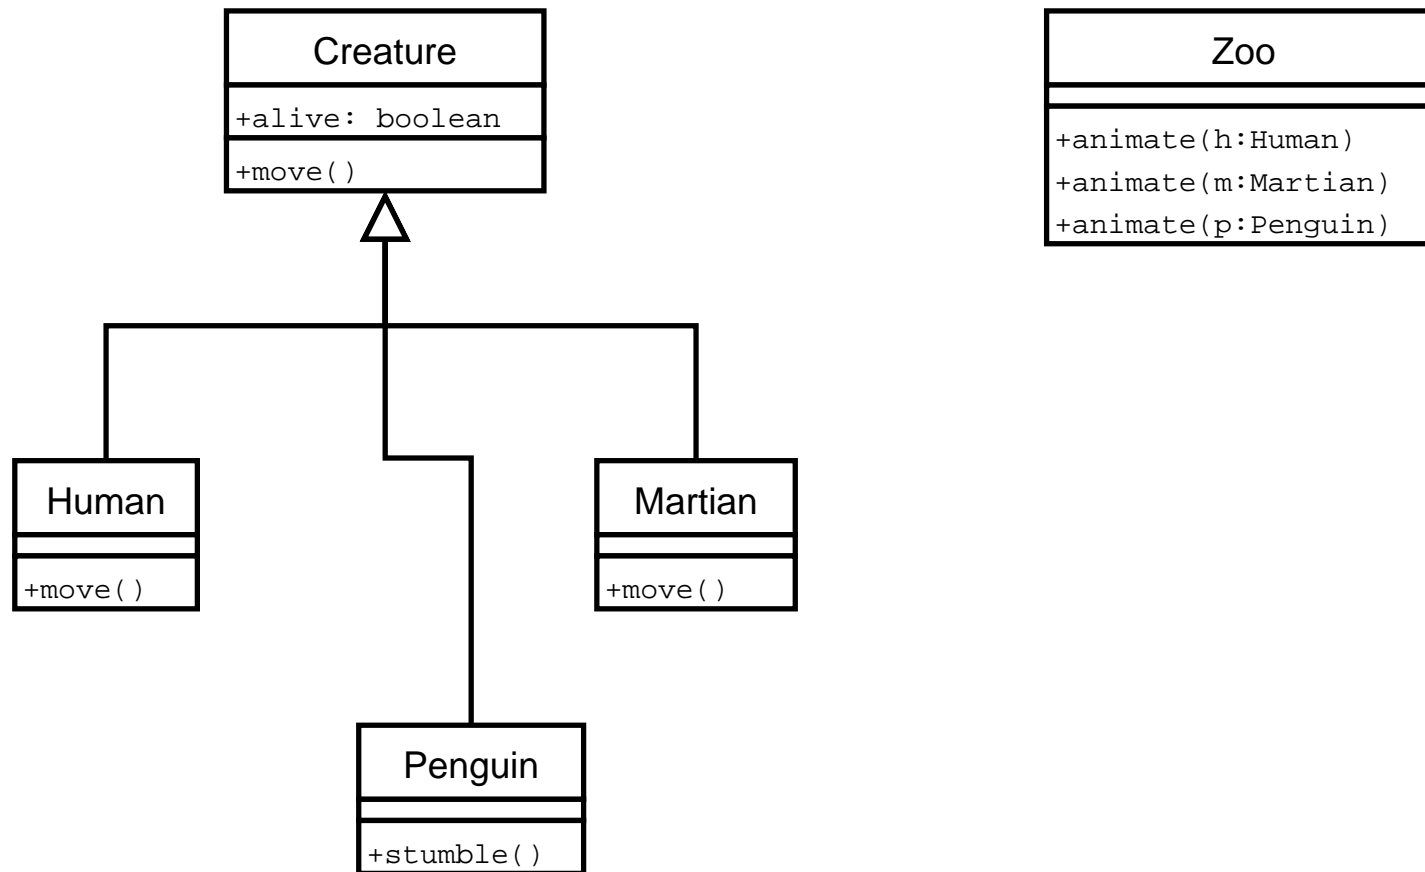 Creature
+alive: boolean
+move()
Zoo
+animate(h:Human)
+animate(m:Martian)
+animate(p:Penguin)
Human
+move()
Martian
+move()
Penguin
+stumble()